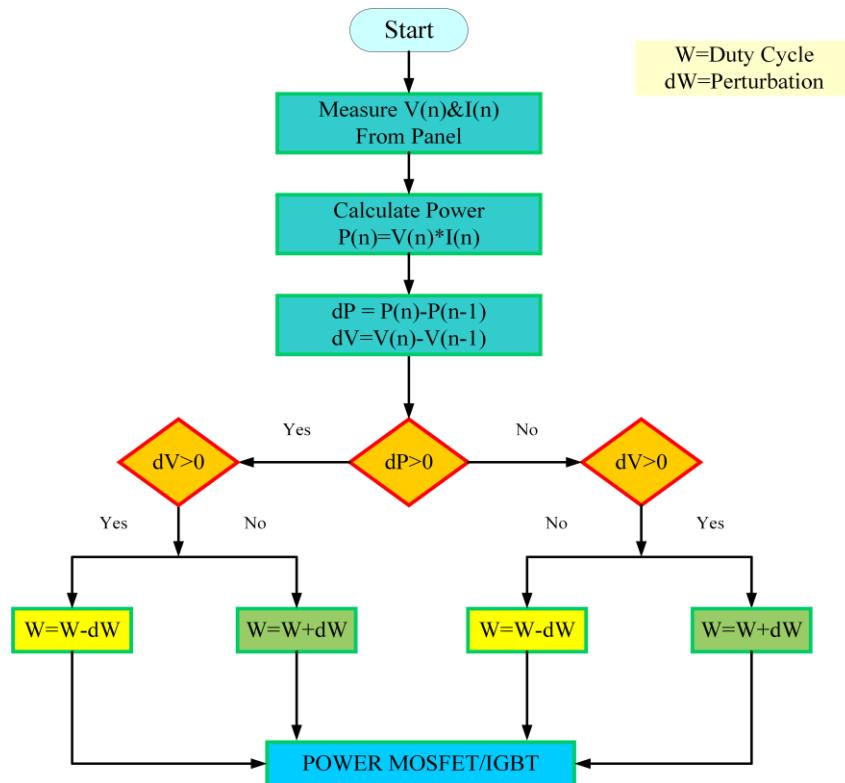 Start
W=Duty Cycle
dW=Perturbation
Measure V(n)&I(n)
From Panel
Calculate Power
P(n)=V(n)*I(n)
dP = P(n)-P(n-1)
dV=V(n)-V(n-1)
dV>0
Yes
dP>0
No
dV>0
Yes
No
No
Yes
W=W-dW
W=W+dW
W=W-dW
W=W+dW
POWER MOSFET/IGBT